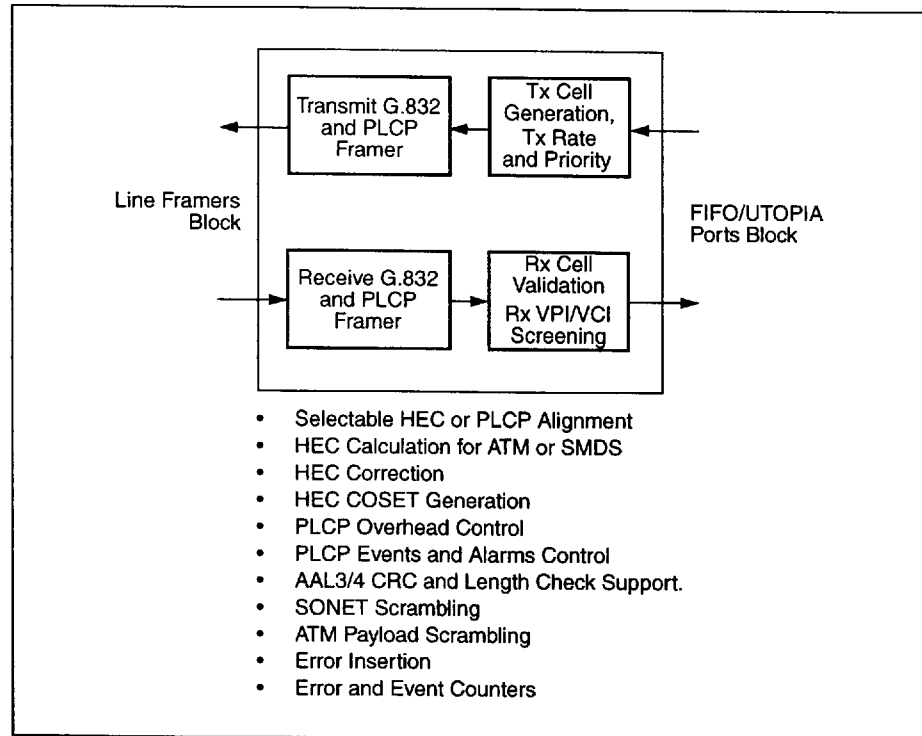 Transmit G.832
and PLCP
Framer
Tx Cell
Generation,
Tx Rate
and Priority
Line Framers
Block
FIFO/UTOPIA
Ports Block
Receive G.832
and PLCP
Framer
Rx Cell
Validation
Rx VPI/VCI
Screening
• Selectable HEC or PLCP Alignment
• HEC Calculation for ATM or SMDS
• HEC Correction
• HEC COSET Generation
• PLCP Overhead Control
• PLCP Events and Alarms Control
• AAL3/4 CRC and Length Check Support.
• SONET Scrambling
• ATM Payload Scrambling
• Error Insertion
• Error and Event Counters